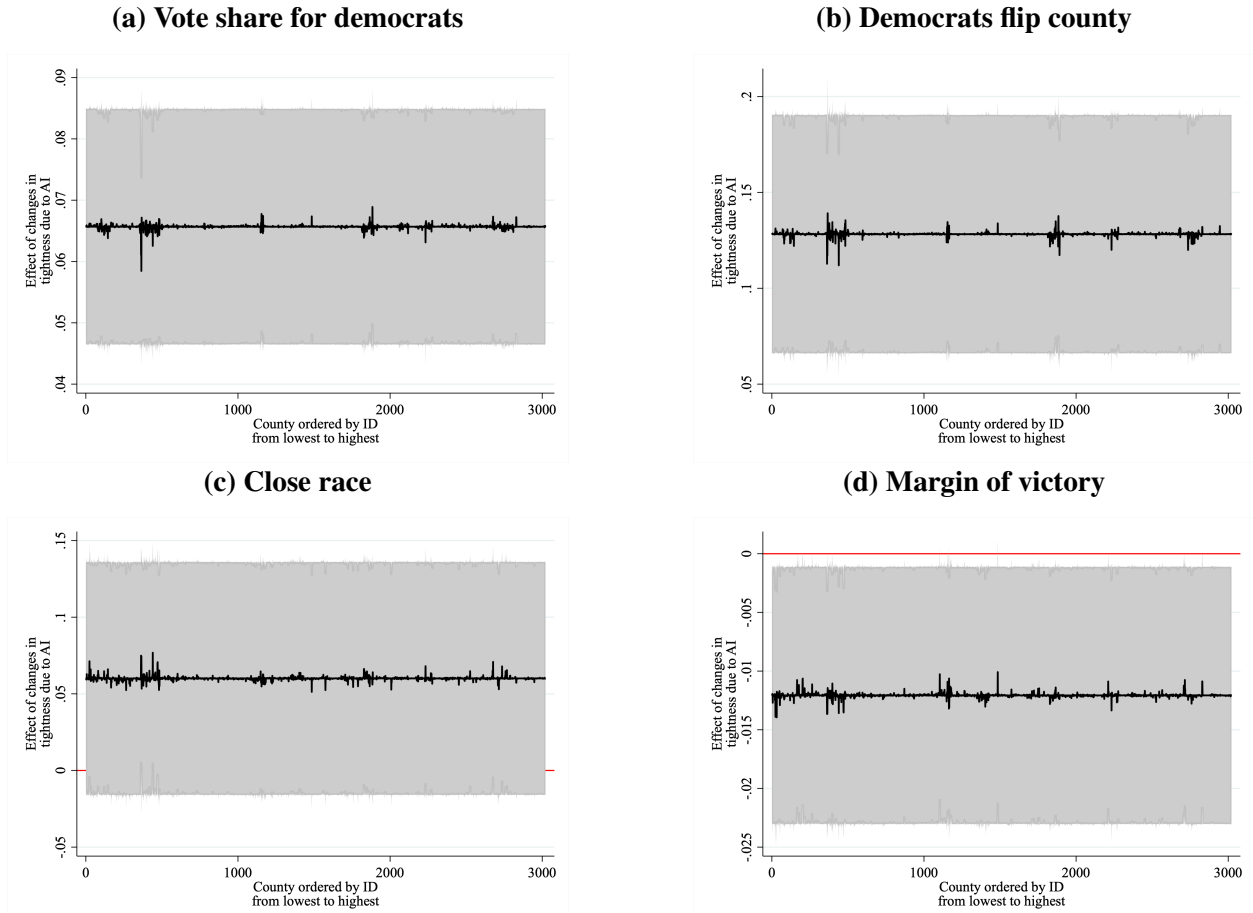 (a) Vote share for democrats
Effect of changes in
tightness due to AI
.09
.08
.07
.06
.05
.04
0
1000
2000
3000
County ordered by ID
from lowest to highest
(b) Democrats flip county
Effect of changes in
tightness due to AI
.2
.15
.1
.05
0
1000
2000
3000
County ordered by ID
from lowest to highest
(c) Close race
Effect of changes in
tightness due to AI
.15
.1
.05
0
-.05
0
1000
2000
3000
County ordered by ID
from lowest to highest
(d) Margin of victory
Effect of changes in
tightness due to AI
0
-.005
-.01
-.015
-.02
-.025
0
1000
2000
3000
County ordered by ID
from lowest to highest